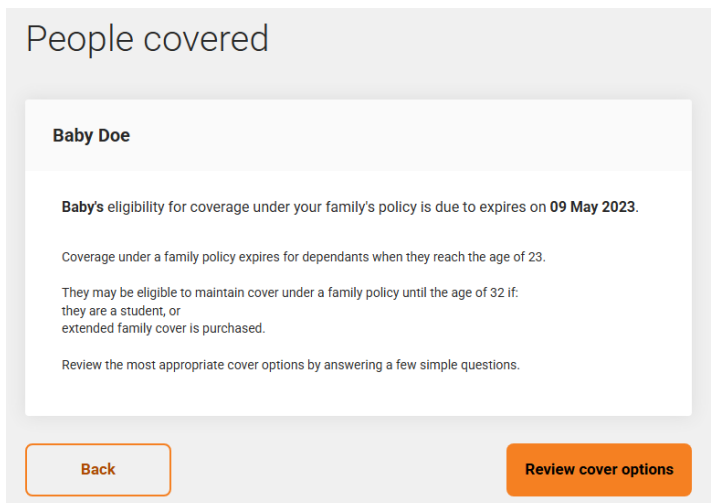 People covered
Baby Doe
Baby's eligibility for coverage under your family's policy is due to expires on 09 May 2023.
Coverage under a family policy expires for dependants when they reach the age of 23.
They may be eligible to maintain cover under a family policy until the age of 32 if:
they are a student, or
extended family cover is purchased.
Review the most appropriate cover options by answering a few simple questions.
Back
Review cover options